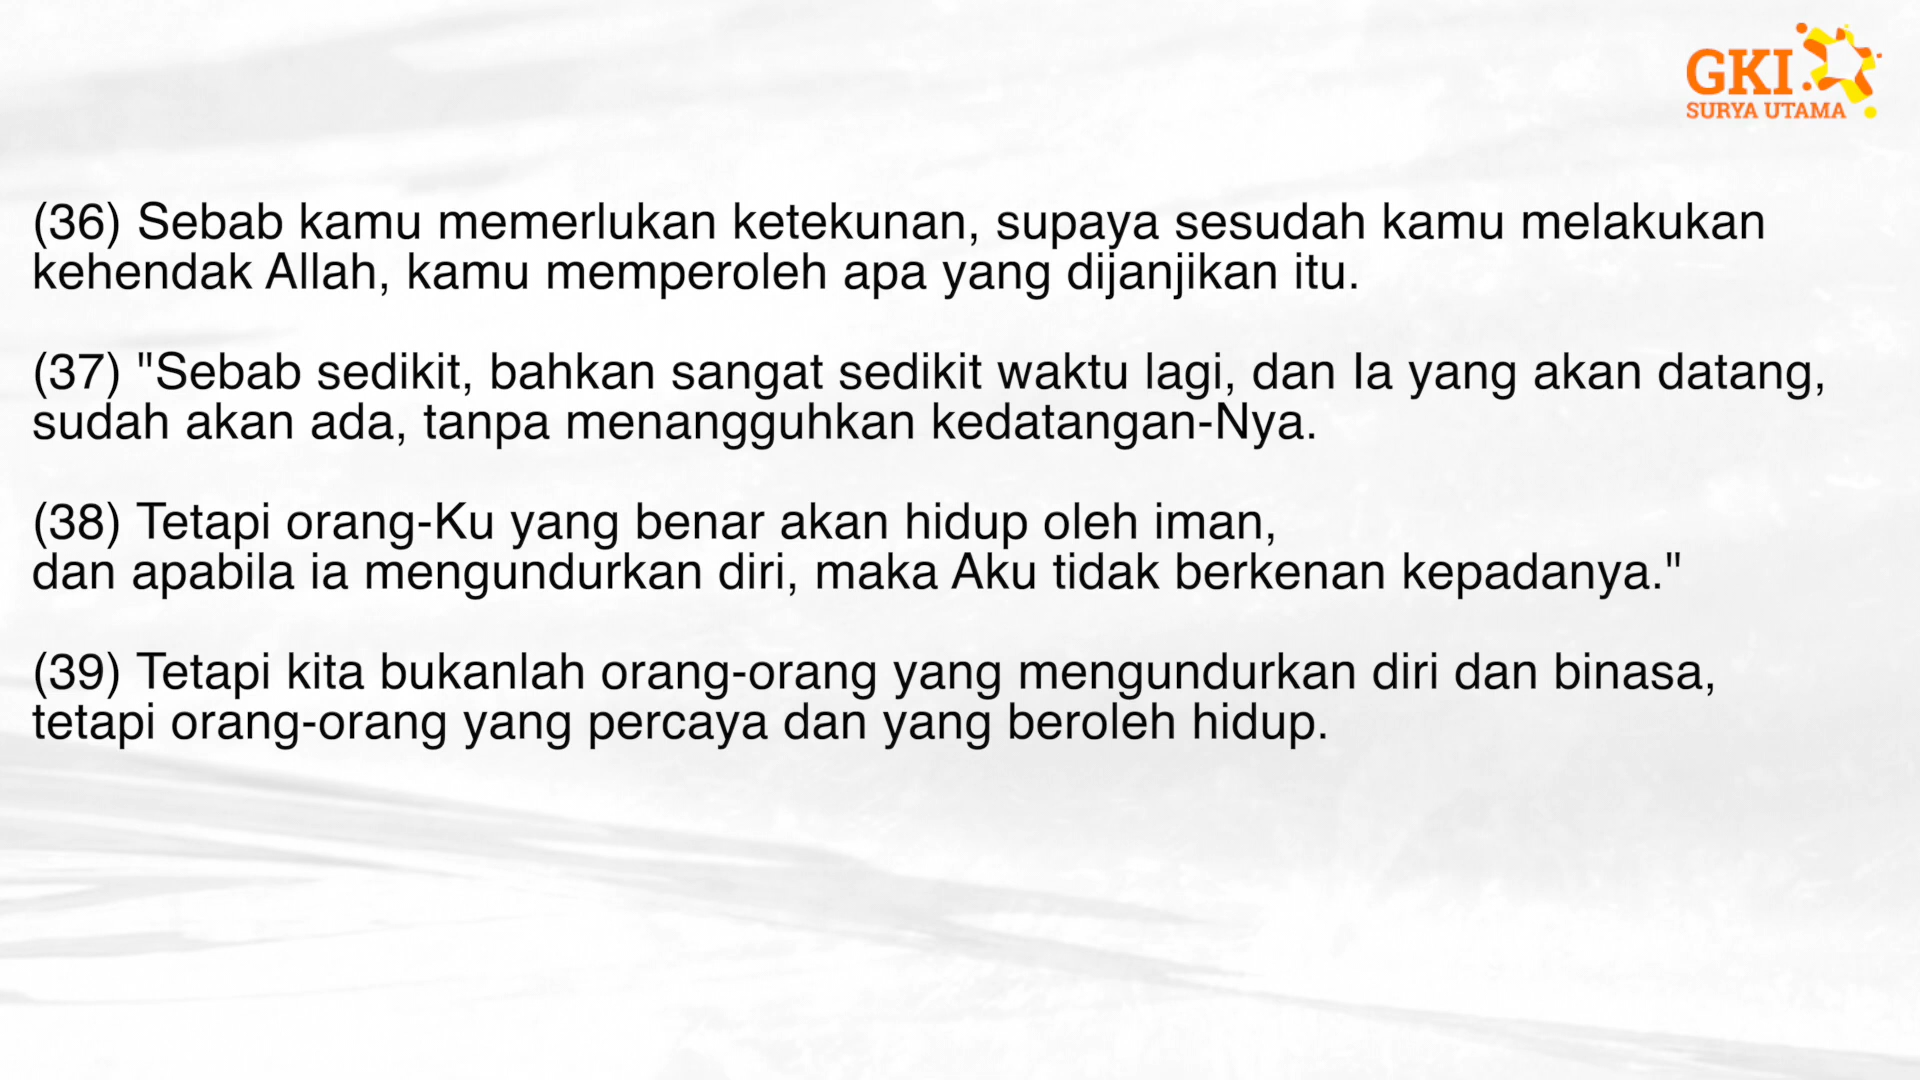 GKI
SURYA UTAMA
(36) Sebab kamu memerlukan ketekunan, supaya sesudah kamu melakukan
kehendak Allah, kamu memperoleh apa yang dijanjikan itu.
(37) "Sebab sedikit, bahkan sangat sedikit waktu lagi, dan Ia yang akan datang,
sudah akan ada, tanpa menangguhkan kedatangan-Nya.
(38) Tetapi orang-Ku yang benar akan hidup oleh iman,
dan apabila ia mengundurkan diri, maka Aku tidak berkenan kepadanya."
(39) Tetapi kita bukanlah orang-orang yang mengundurkan diri dan binasa,
tetapi orang-orang yang percaya dan yang beroleh hidup.